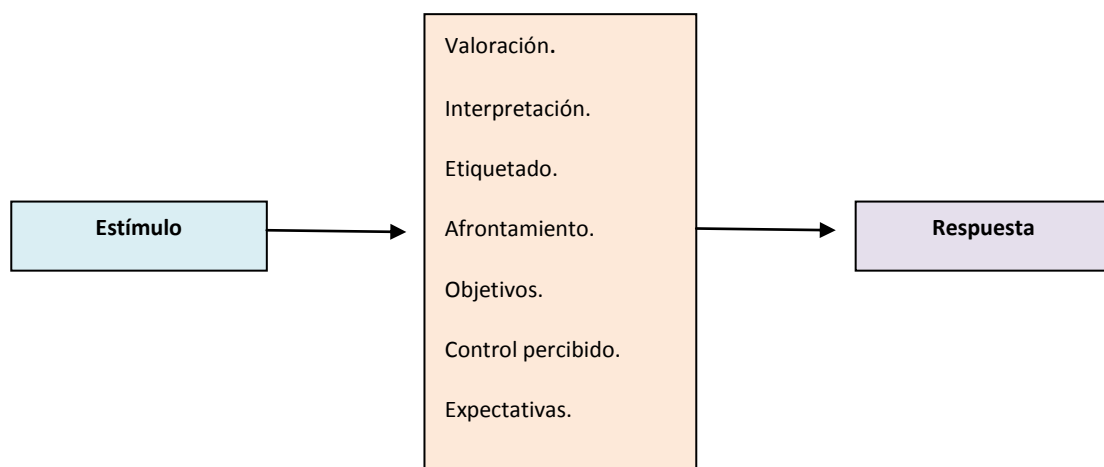 Estímulo
Valoración.
Interpretación.
Etiquetado.
Afrontamiento.
Objetivos.
Control percibido.
Expectativas.
Respuesta